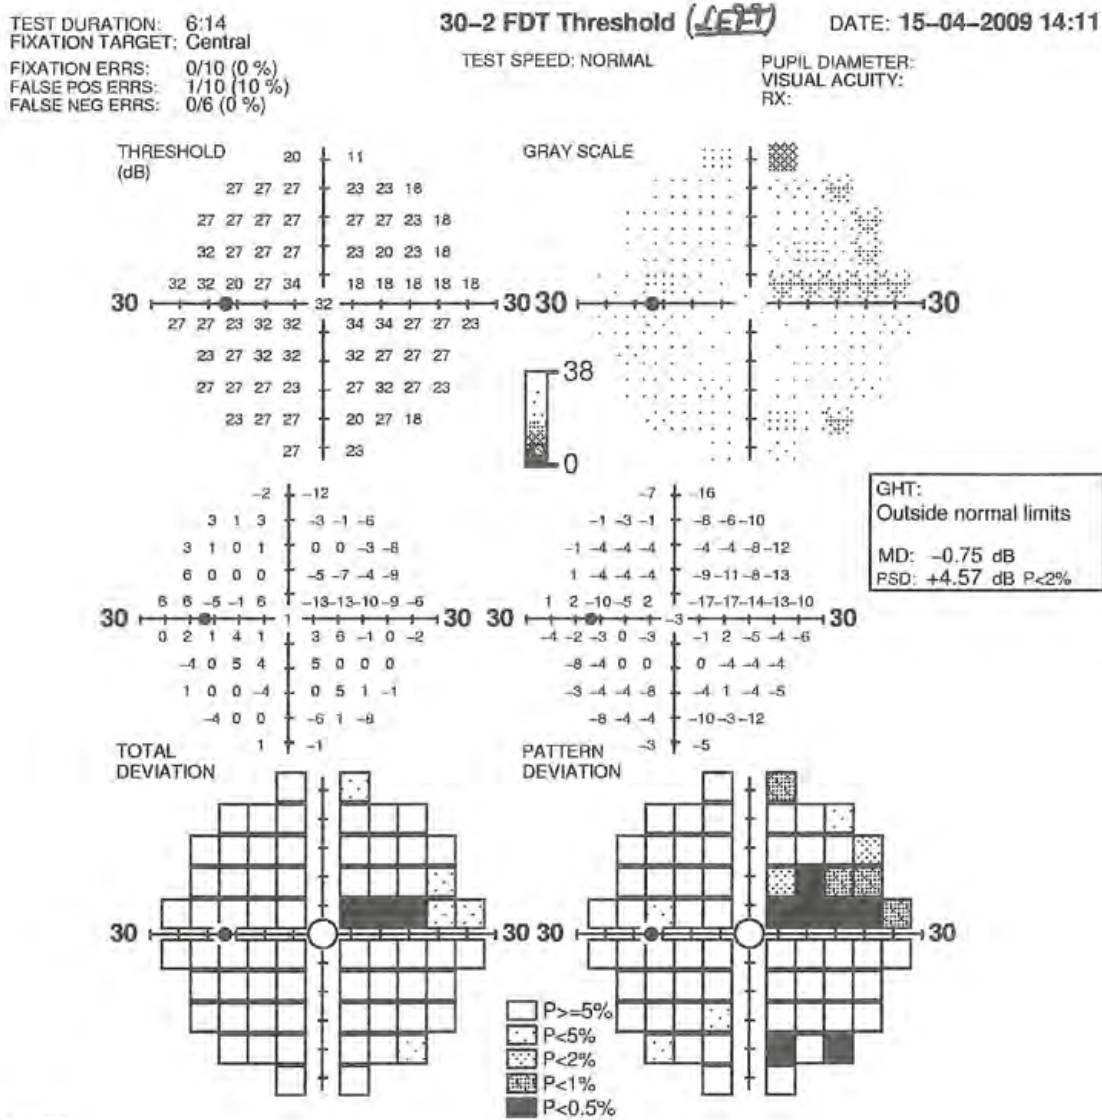 TEST DURATION: 6:14
FIXATION TARGET: Central
FIXATION ERRS: 0/10 (0 %)
FALSE POS ERRS: 1/10 (10 %)
FALSE NEG ERRS: 0/6 (0 %)
30-2 FDT Threshold (LEFT)
TEST SPEED: NORMAL
DATE: 15-04-2009 14:11
PUPIL DIAMETER:
VISUAL ACUITY:
RX:
THRESHOLD
(dB)
20 11
27 27 27 23 23 18
27 27 27 27 27 27 23 18
32 27 27 27 23 20 23 18
32 32 20 27 34 18 18 18 18 18
30 32 30
27 27 23 32 32 34 34 27 27 23
23 27 32 32 32 27 27 27
27 27 27 23 27 32 27 23
23 27 27 20 27 18
27 23
GRAY SCALE
30 30
38
0
-2 -12
3 1 3 -3 -1 -6
3 1 0 1 0 0 -3 -8
6 0 0 0 -5 -7 -4 -9
6 6 -5 -1 6 -13 -13 -10 -9 -6
30 1 30
0 2 1 4 1 3 6 -1 0 -2
-4 0 5 4 5 0 0 0
1 0 0 -4 0 5 1 -1
-4 0 0 -6 1 -8
1 -1
TOTAL
DEVIATION
-7 -16
-1 -3 -1 -8 -6 -10
-1 -4 -4 -4 -4 -4 -8 -12
1 -4 -4 -4 -9 -11 -8 -13
1 2 -10 -5 2 -17 -17 -14 -13 -10
30 -3 30
-4 -2 -3 0 -3 -1 2 -5 -4 -6
-8 -4 0 0 0 -4 -4 -4
-3 -4 -4 -8 -4 1 -4 -5
-8 -4 -4 -10 -3 -12
-3 -5
PATTERN
DEVIATION
GHT:
Outside normal limits
MD: -0.75 dB
PSD: +4.57 dB P<2%
30 30
30 30
P>=5%
P<5%
P<2%
P<1%
P<0.5%